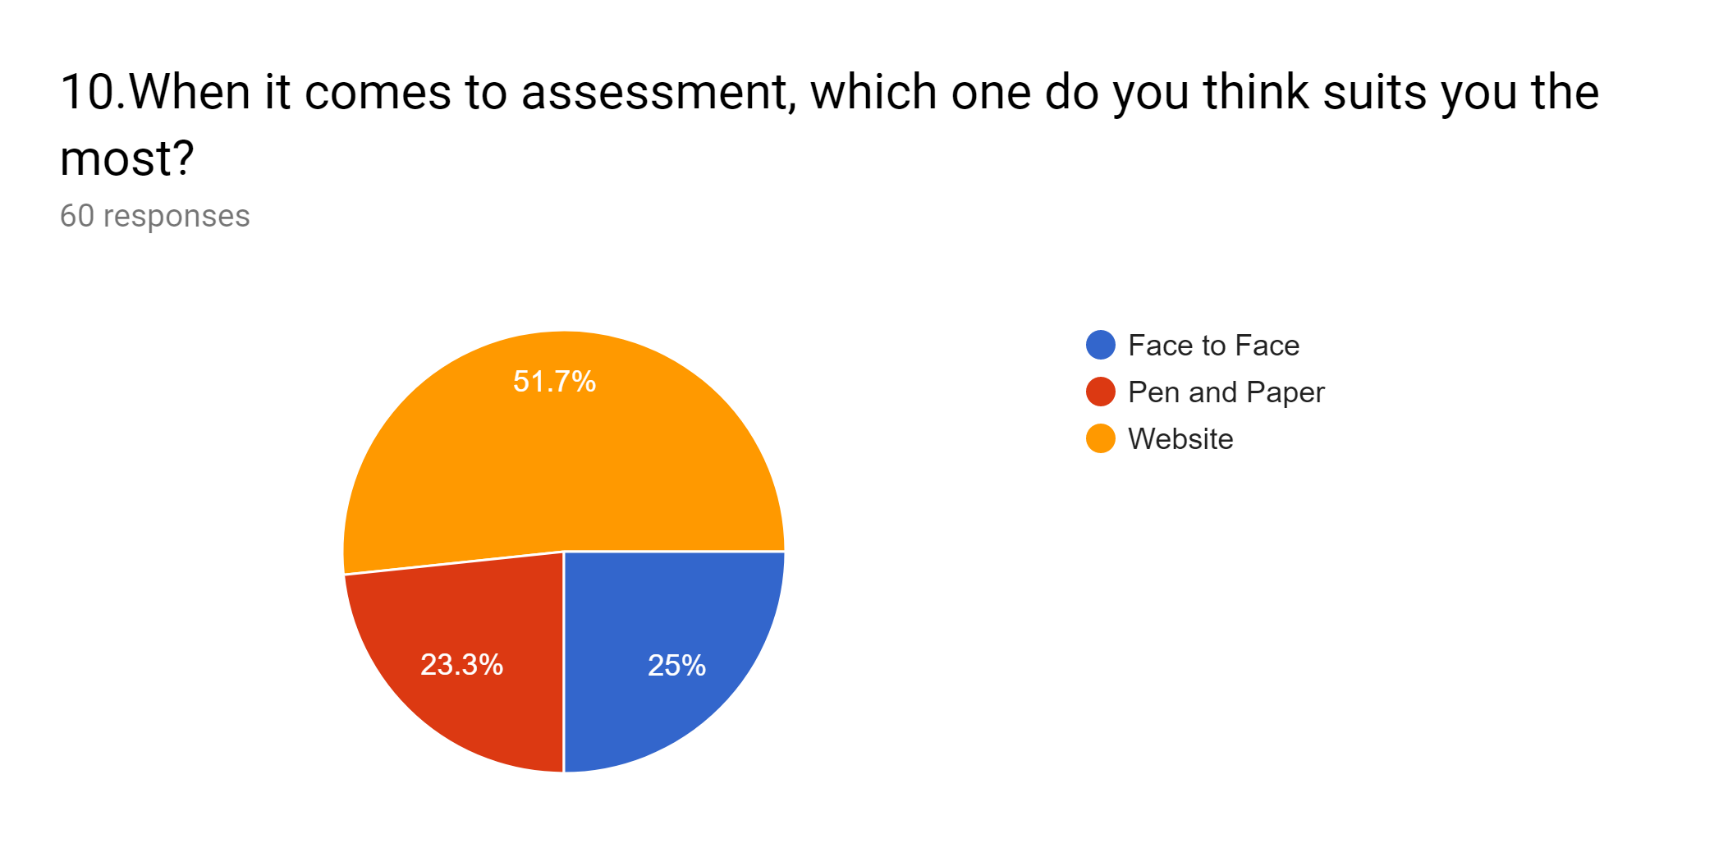 10.When it comes to assessment, which one do you think suits you the
most?
60 responses
51.7%
23.3%
25%
Face to Face
Pen and Paper
Website